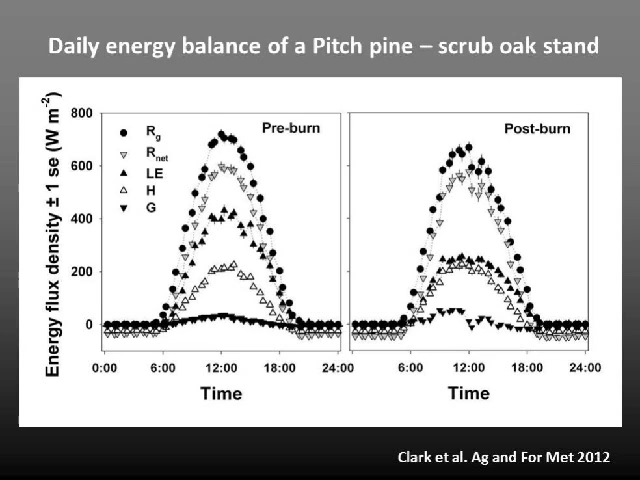 Daily energy balance of a Pitch pine – scrub oak stand
Energy flux density ± 1 se (W m-2)
800
600
400
200
0
Rg
Rnet
LE
H
G
Pre-burn
Post-burn
0:00 6:00 12:00 18:00 24:00
6:00 12:00 18:00 24:00
Time
Time
Clark et al. Ag and For Met 2012